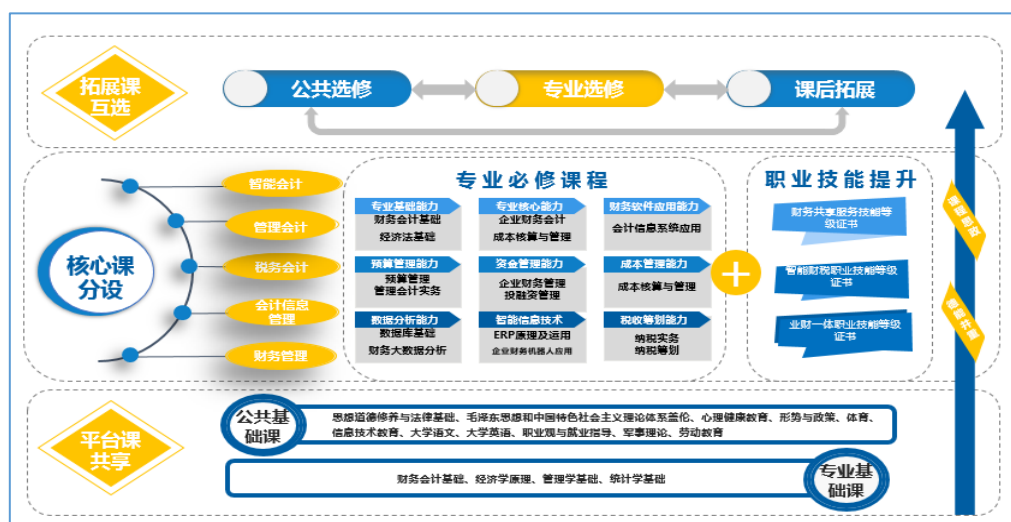 拓展课
互选
公共选修
专业选修
课后拓展
核心课
分设
智能会计
管理会计
税务会计
会计信息
管理
财务管理
专业必修课程
专业基础能力
财务会计基础
经济法基础
专业核心能力
企业财务会计
成本核算与管理
财务软件应用能力
会计信息系统应用
预算管理能力
预算管理
管理会计实务
资金管理能力
企业财务管理
投融资管理
成本管理能力
成本核算与管理
数据分析能力
数据库基础
财务大数据分析
智能信息技术
ERP原理及运用
企业财务机器人应用
税收筹划能力
纳税实务
纳税筹划
+
职业技能提升
财务共享服务技能等
级证书
智能财税职业技能等级
证书
业财一体职业技能等级
证书
平台课
共享
公共基
础课
思想道德修养与法律基础、毛泽东思想和中国特色社会主义理论体系盖伦、心理健康教育、形势与政策、体育、
信息技术教育、大学语文、大学英语、职业观与就业指导、军事理论、劳动教育
财务会计基础、经济学原理、管理学基础、统计学基础
专业基
础课